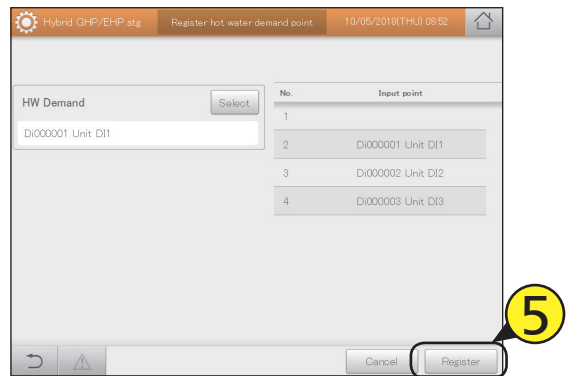 Hybrid GHP/EHP stg Register hot water demand point 10/05/2018(THU) 08:52
HW Demand Select
Di000001 Unit DI1
No. Input point
1
2 Di000001 Unit DI1
3 Di000002 Unit DI2
4 Di000003 Unit DI3
5
Cancel Register